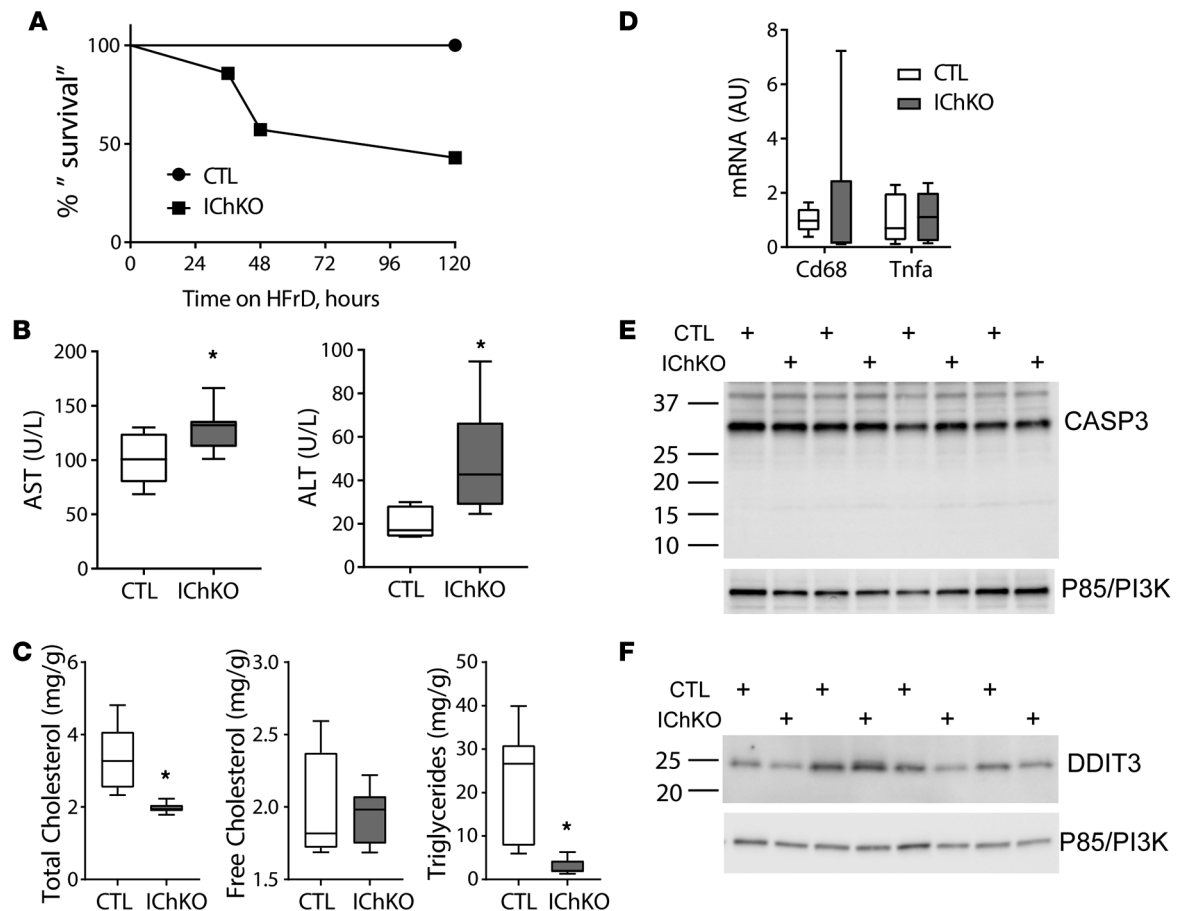 A
% " survival"
100
50
0
CTL
IChKO
0 24 48 72 96 120
Time on HFrD, hours
B
AST (U/L)
200
150
100
50
0
*
CTL IChKO
ALT (U/L)
100
80
60
40
20
0
*
CTL IChKO
C
Total Cholesterol (mg/g)
6
4
2
0
*
CTL IChKO
Free Cholesterol (mg/g)
3.0
2.5
2.0
1.5
CTL IChKO
Triglycerides (mg/g)
50
40
30
20
10
0
*
CTL IChKO
D
mRNA (AU)
8
6
4
2
0
CTL
IChKO
Cd68 Tnfa
E
CTL + + + +
IChKO + + + +
37
25
20
15
10
CASP3
P85/PI3K
F
CTL + + + +
IChKO + + + +
25
20
DDIT3
P85/PI3K